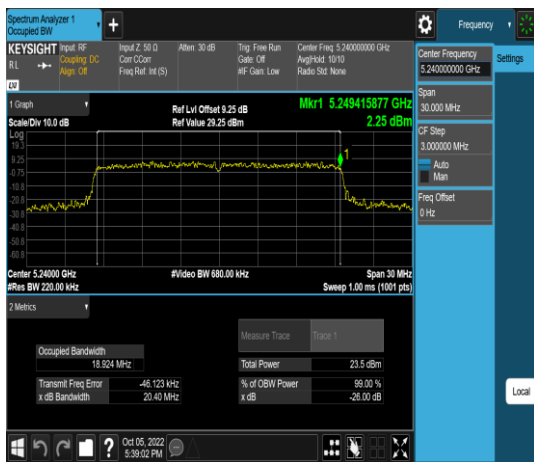 Spectrum Analyzer 1
Occupied BW
Frequency
KEYSIGHT
R L
LXI
Input: RF
Coupling: DC
Align: Off
Input Z: 50 Ω
Corr CCorr
Freq Ref: Int (S)
Atten: 30 dB
Trig: Free Run
Gate: Off
#IF Gain: Low
Center Freq: 5.240000000 GHz
Avg|Hold: 10/10
Radio Std: None
Center Frequency
5.240000000 GHz
Settings
Span
30.000 MHz
CF Step
3.000000 MHz
Auto
Man
Freq Offset
0 Hz
Local
1 Graph
Scale/Div 10.0 dB
Ref Lvl Offset 9.25 dB
Ref Value 29.25 dBm
Mkr1 5.249415877 GHz
2.25 dBm
Log
19.3
9.25
-0.75
-10.8
-20.8
-30.8
-40.8
-50.8
-60.8
1
Center 5.24000 GHz
#Video BW 680.00 kHz
Span 30 MHz
#Res BW 220.00 kHz
Sweep 1.00 ms (1001 pts)
2 Metrics
Measure Trace
Trace 1
Occupied Bandwidth
18.924 MHz
Total Power
23.5 dBm
Transmit Freq Error
-46.123 kHz
% of OBW Power
99.00 %
x dB Bandwidth
20.40 MHz
x dB
-26.00 dB
?
Oct 05, 2022
5:39:02 PM